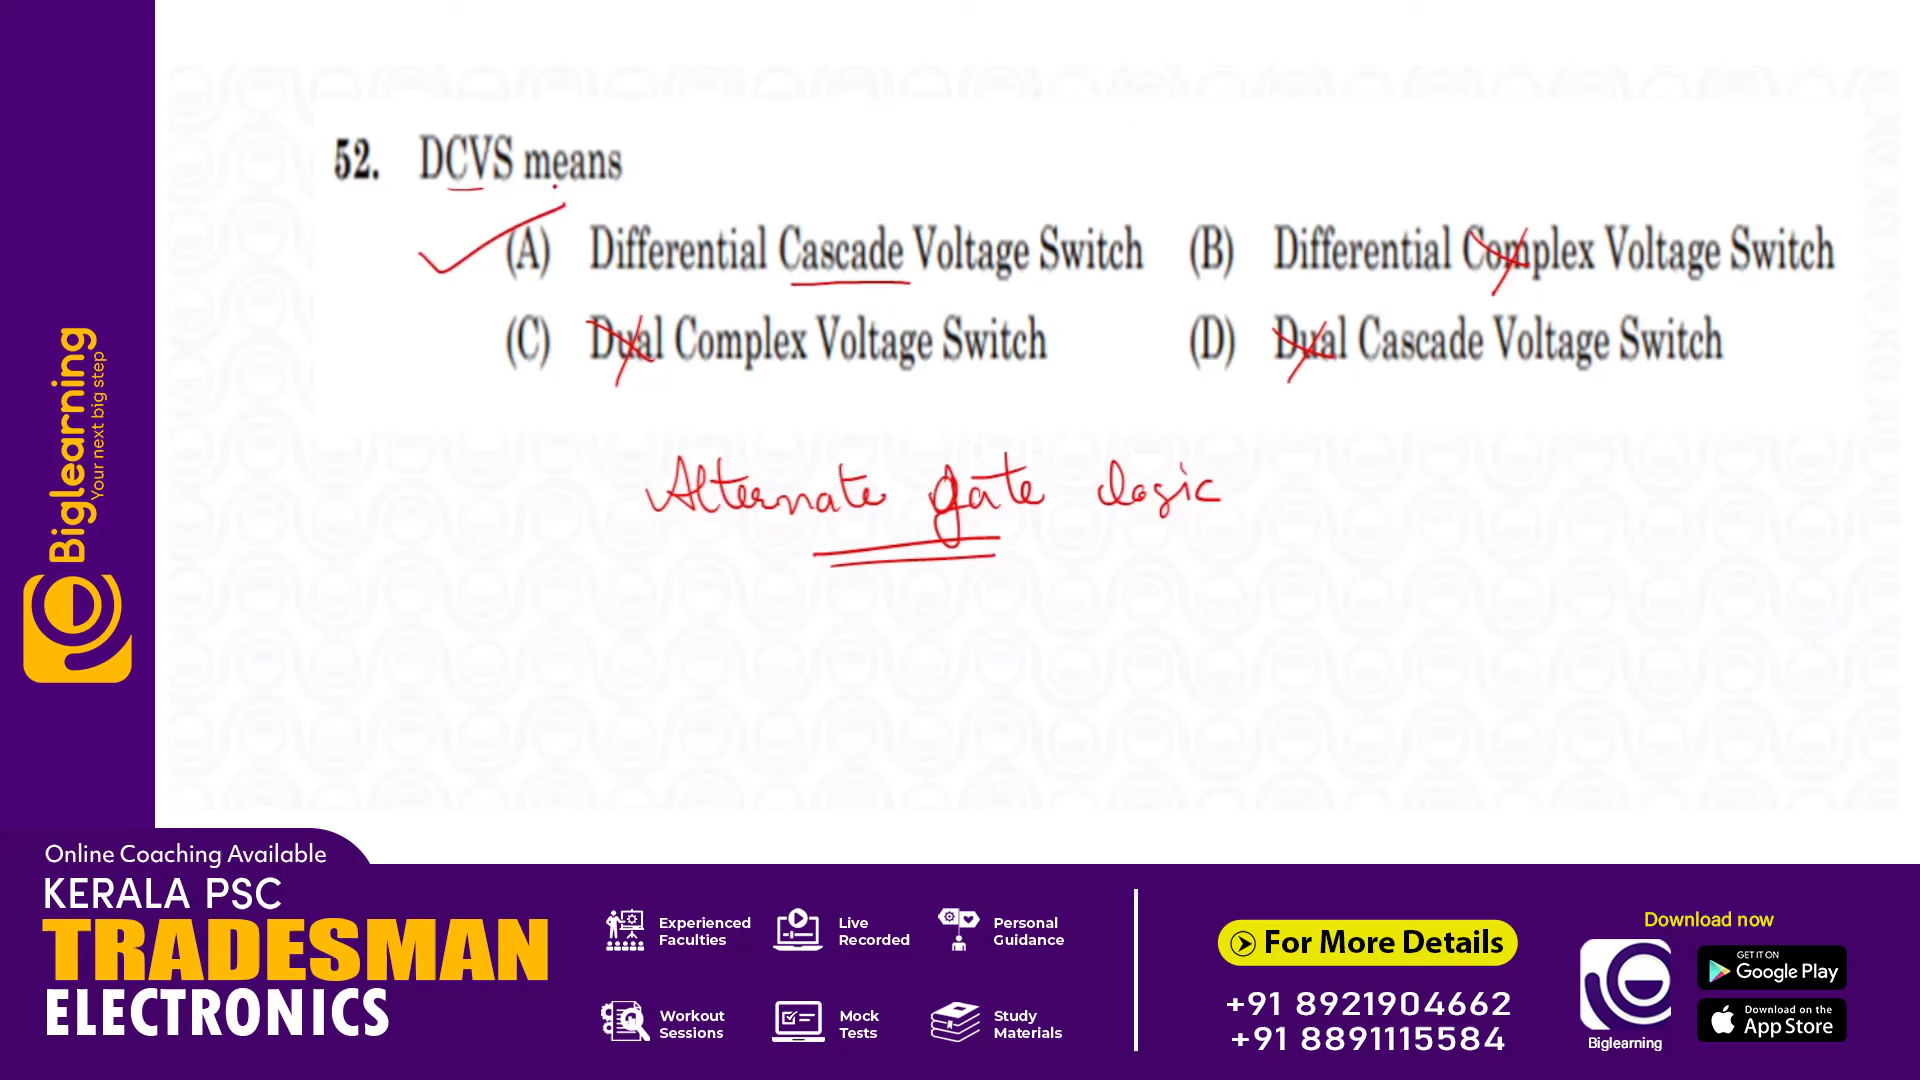 52. DCVS means
(A) Differential Cascade Voltage Switch (B) Differential Complex Voltage Switch
(C) Dual Complex Voltage Switch (D) Dual Cascade Voltage Switch
Alternate gate logic
Biglearning
Your next big step
Online Coaching Available
KERALA PSC
TRADESMAN
ELECTRONICS
Experienced
Faculties
Live
Recorded
Personal
Guidance
Workout
Sessions
Mock
Tests
Study
Materials
For More Details
+91 8921904662
+91 8891115584
Download now
Biglearning
GET IT ON
Google Play
Download on the
App Store